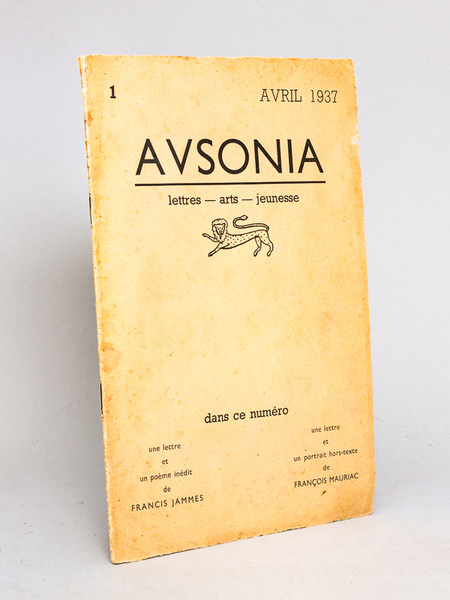 1
AVRIL 1937
AVSONIA
lettres — arts — jeunesse
dans ce numéro
une lettre
et
un poème inédit
de
FRANCIS JAMMES
une lettre
et
un portrait hors-texte
de
FRANÇOIS MAURIAC